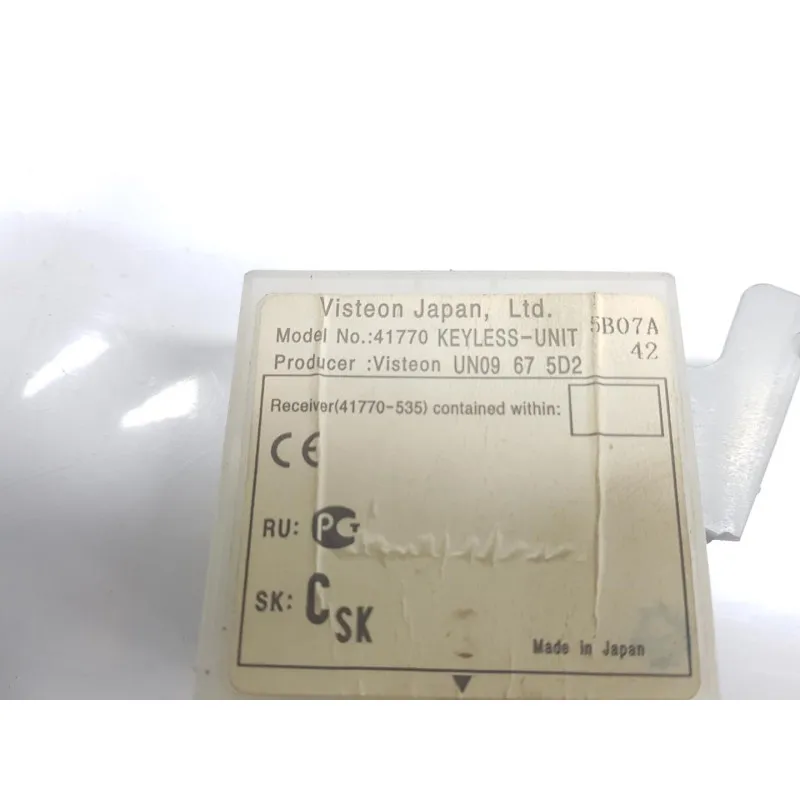 Visteon Japan, Ltd.
Model No.:41770 KEYLESS-UNIT 5B07A
Producer :Visteon UN09 67 5D2 42
Receiver(41770-535) contained within:
CE
RU: PCT
SK: CSK
Made in Japan